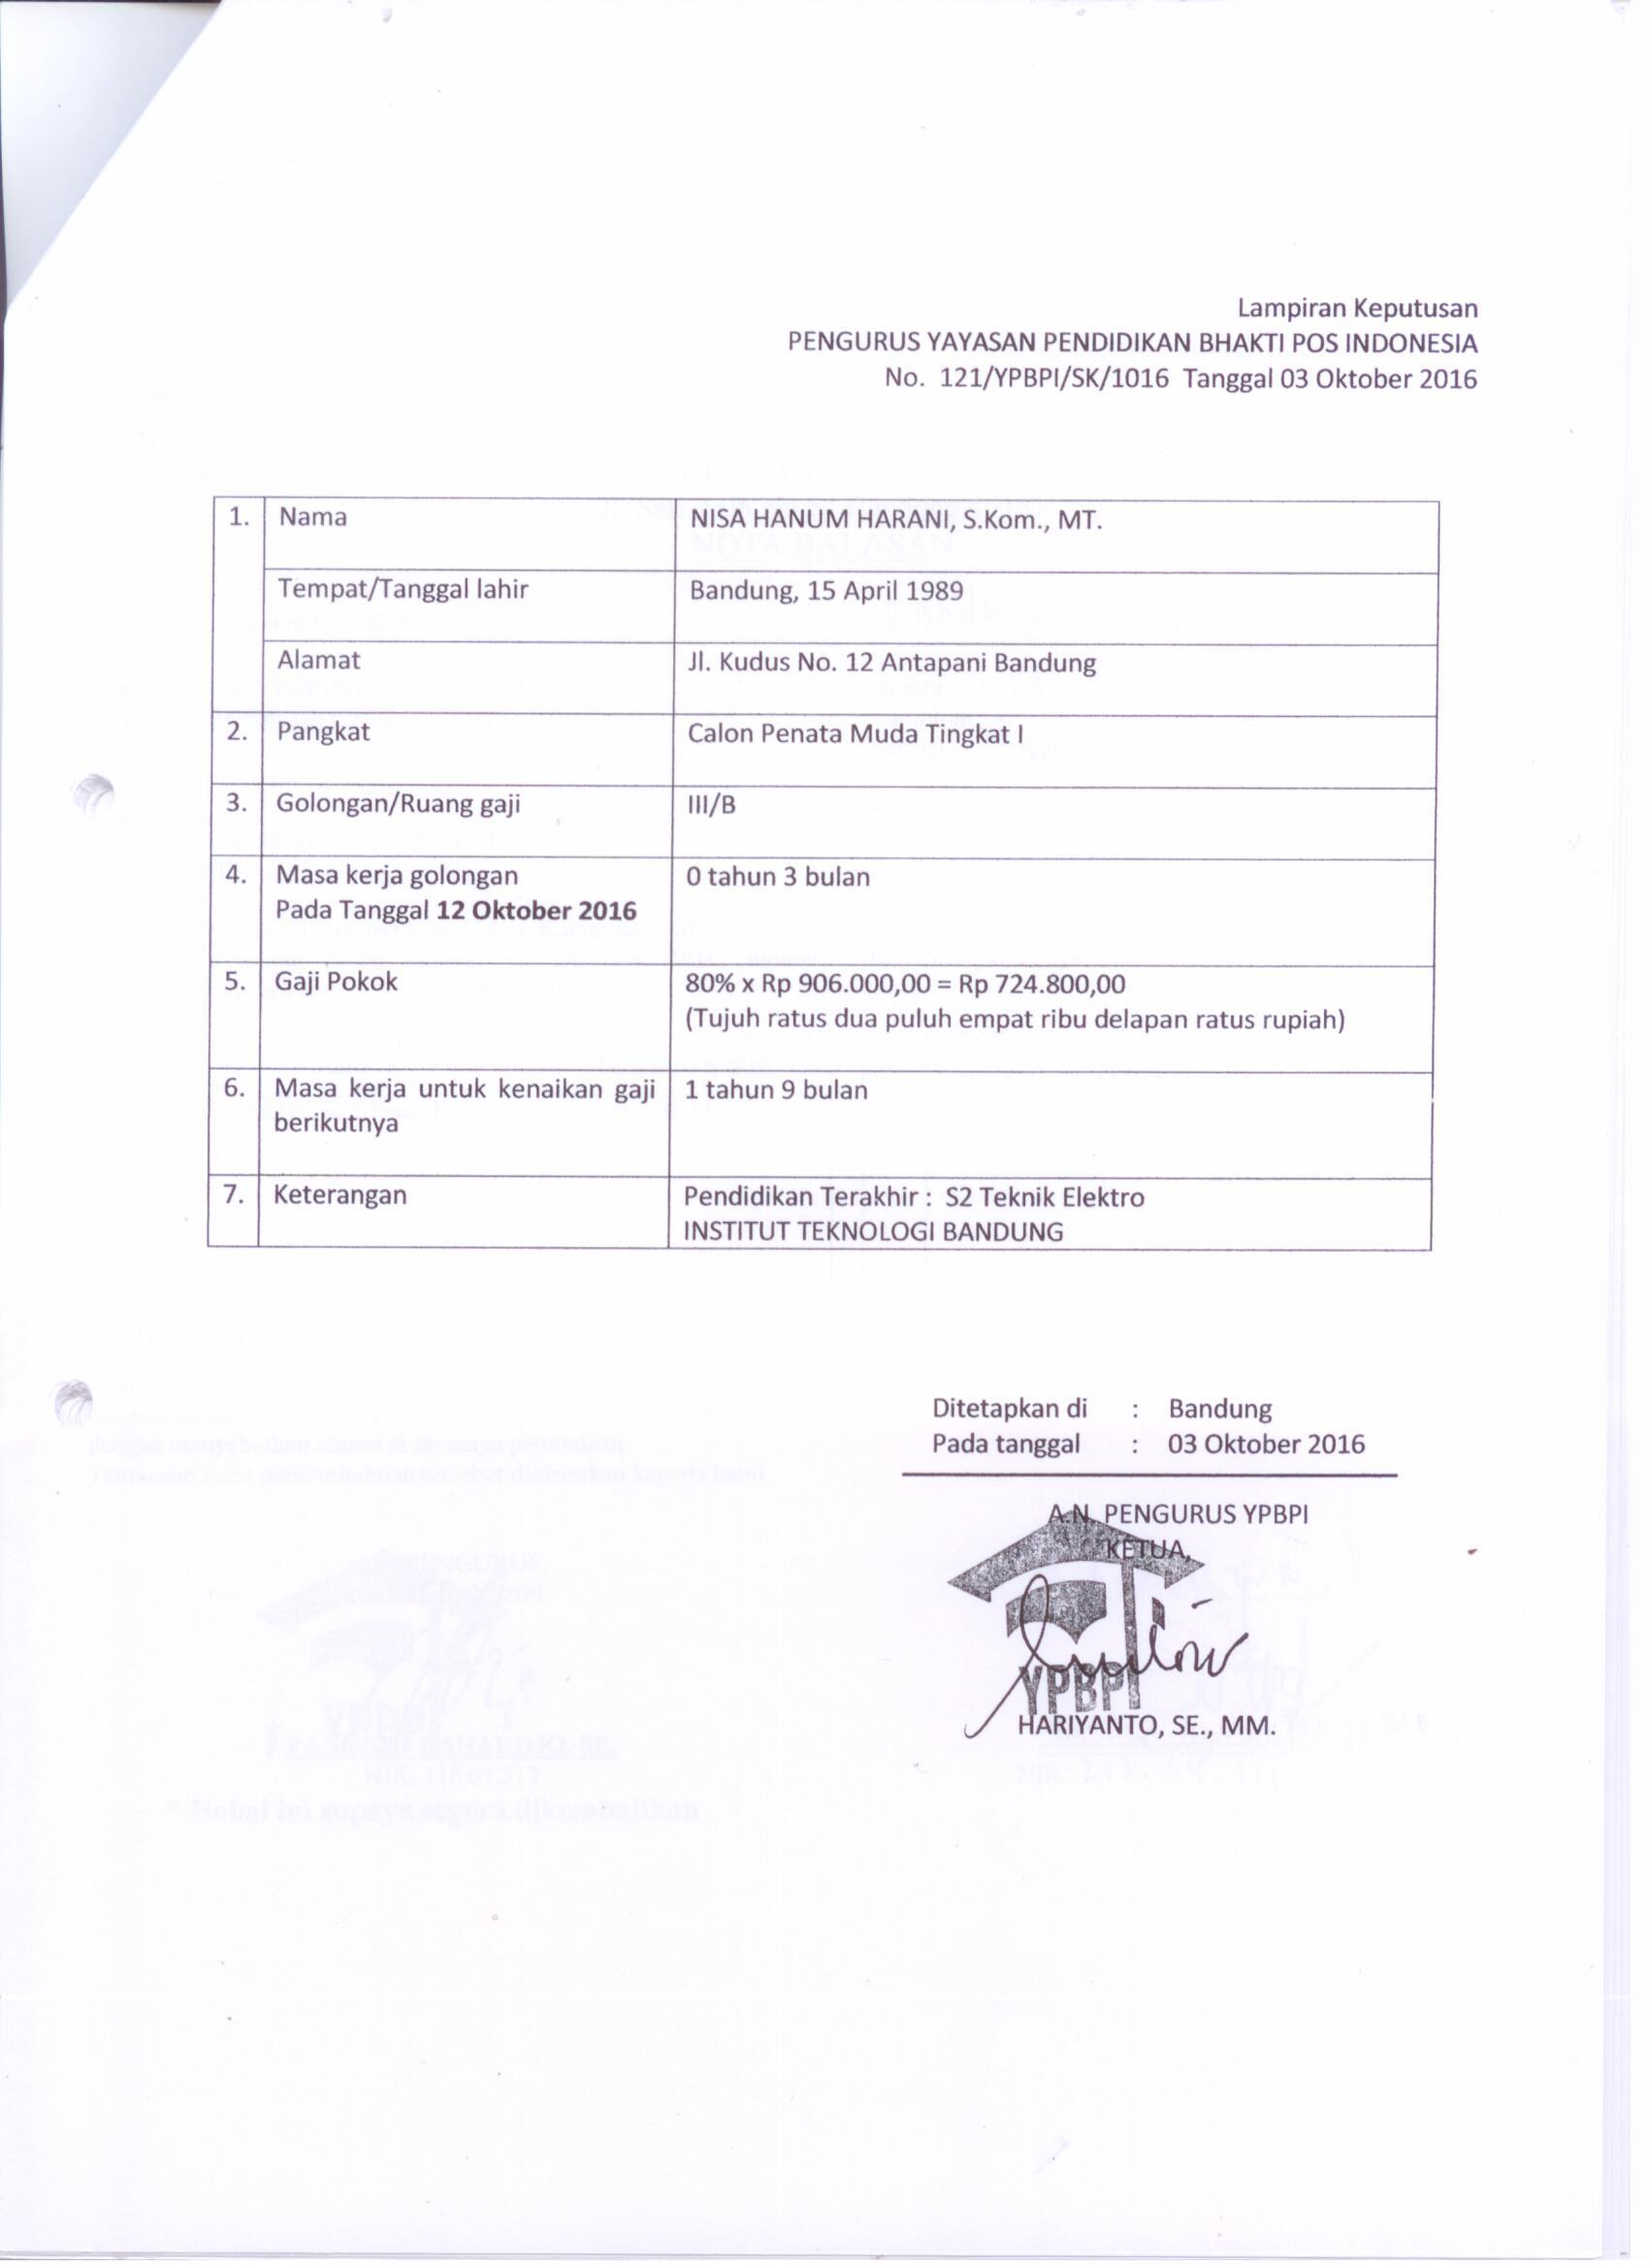 Lampiran Keputusan
PENGURUS YAYASAN PENDIDIKAN BHAKTI POS INDONESIA
No. 121/YPBPI/SK/1016 Tanggal 03 Oktober 2016
1. Nama NISA HANUM HARANI, S.Kom., MT.
Tempat/Tanggal lahir Bandung, 15 April 1989
Alamat Jl. Kudus No. 12 Antapani Bandung
2. Pangkat Calon Penata Muda Tingkat I
3. Golongan/Ruang gaji III/B
4. Masa kerja golongan 0 tahun 3 bulan
Pada Tanggal 12 Oktober 2016
5. Gaji Pokok 80% x Rp 906.000,00 = Rp 724.800,00
(Tujuh ratus dua puluh empat ribu delapan ratus rupiah)
6. Masa kerja untuk kenaikan gaji 1 tahun 9 bulan
berikutnya
7. Keterangan Pendidikan Terakhir : S2 Teknik Elektro
INSTITUT TEKNOLOGI BANDUNG
Ditetapkan di : Bandung
Pada tanggal : 03 Oktober 2016
A.N. PENGURUS YPBPI
KETUA,
YPBPI
HARIYANTO, SE., MM.